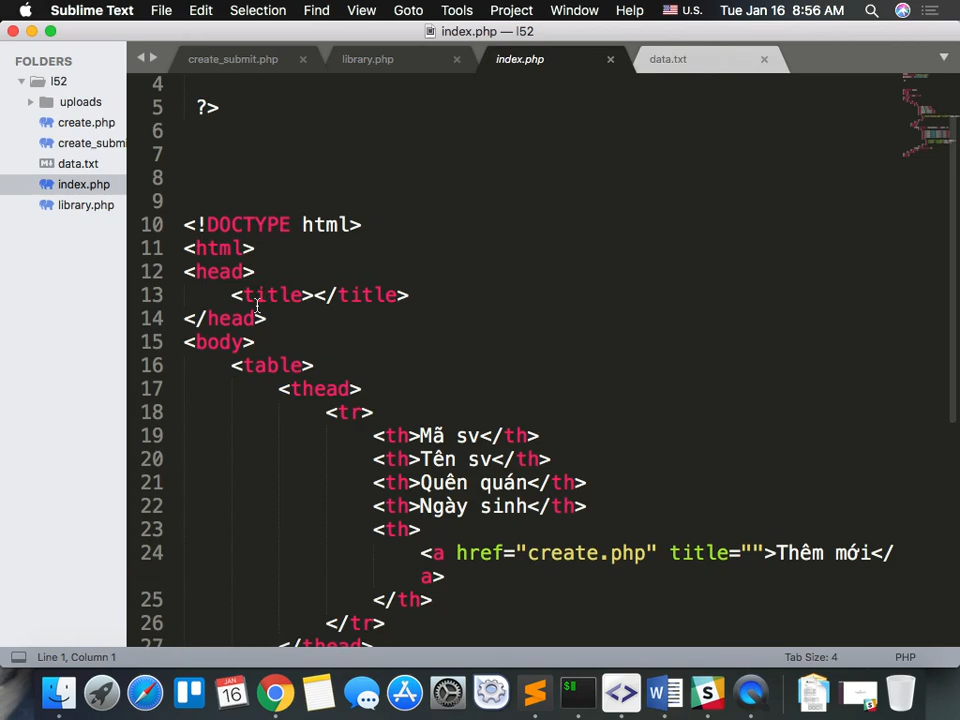 Sublime Text File Edit Selection Find View Goto Tools Project Window Help U.S. Tue Jan 16 8:56 AM
index.php — l52
FOLDERS
l52
uploads
create.php
create_submi
data.txt
index.php
library.php
create_submit.php library.php index.php data.txt
4
5 ?>
6
7
8
9
10 <!DOCTYPE html>
11 <html>
12 <head>
13 <title></title>
14 </head>
15 <body>
16 <table>
17 <thead>
18 <tr>
19 <th>Mã sv</th>
20 <th>Tên sv</th>
21 <th>Quên quán</th>
22 <th>Ngày sinh</th>
23 <th>
24 <a href="create.php" title="">Thêm mới</
a>
25 </th>
26 </tr>
27 </thead>
Line 1, Column 1 Tab Size: 4 PHP
JAN
16